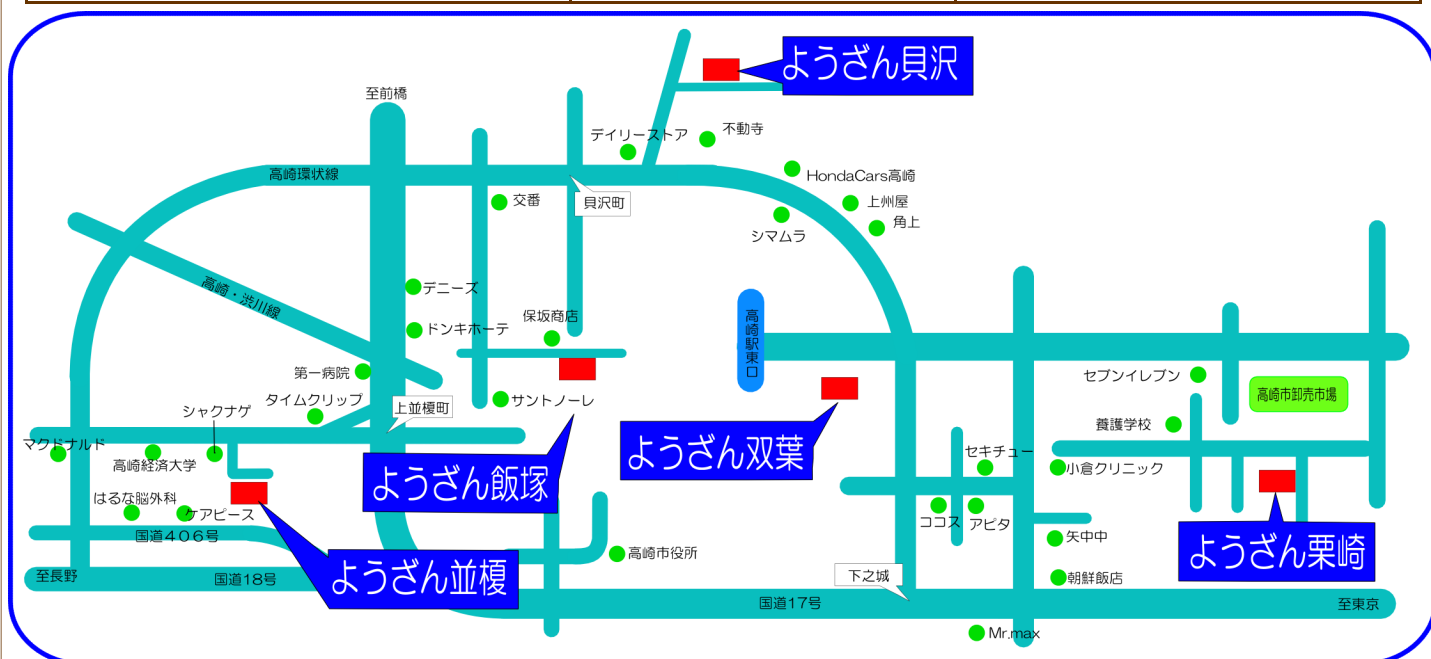 ようざん貝沢
至前橋
デイリーストア
不動寺
高崎環状線
HondaCars高崎
交番
貝沢町
上州屋
角上
シマムラ
高崎・渋川線
デニーズ
保坂商店
ドンキホーテ
高崎駅東口
第一病院
セブンイレブン
高崎市卸売市場
タイムクリップ
サントノーレ
シャクナゲ
上並榎町
養護学校
マクドナルド
高崎経済大学
ようざん双葉
セキチュー
小倉クリニック
ようざん飯塚
はるな脳外科
ケアピース
ココス
アピタ
国道406号
矢中中
ようざん栗崎
高崎市役所
至長野
国道18号
ようざん並榎
下之城
朝鮮飯店
国道17号
至東京
Mr.max